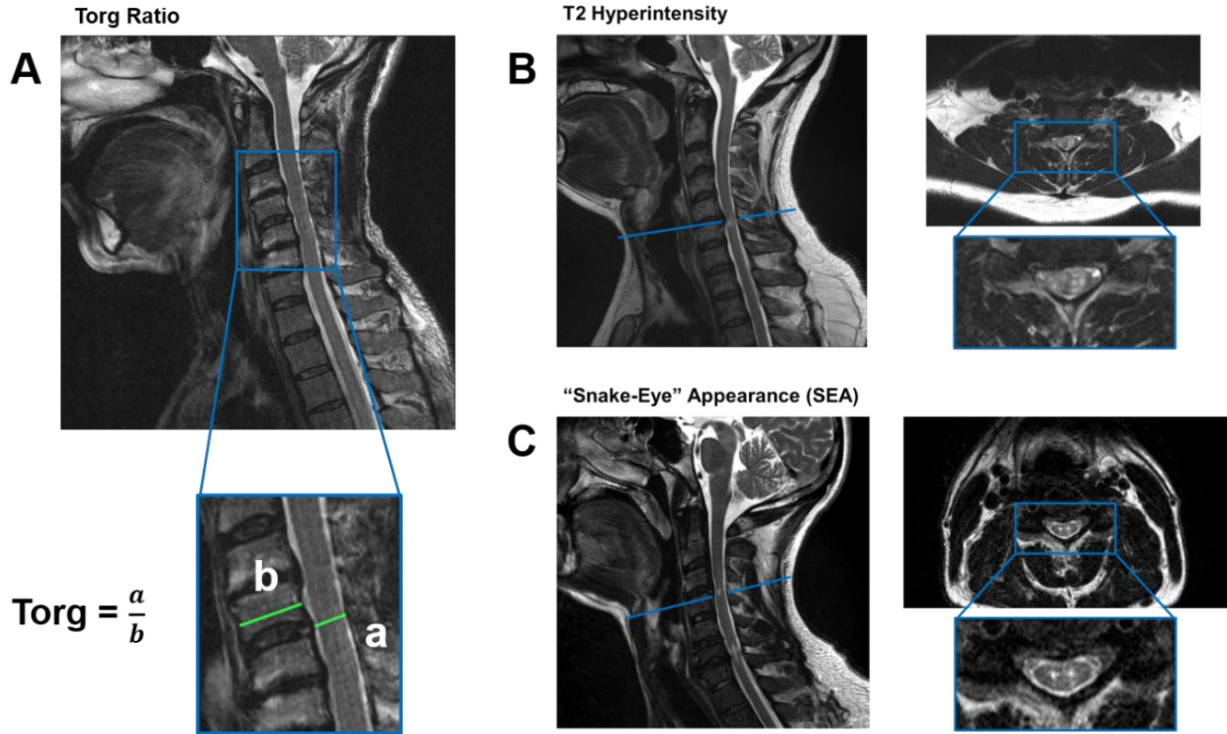 Torg Ratio
A
b
a
Torg = a/b
T2 Hyperintensity
B
“Snake-Eye” Appearance (SEA)
C